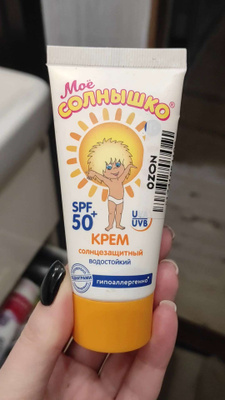 Моё
СОЛНЫШКО®
OZON
SPF
50+
UVB
КРЕМ
солнцезащитный
водостойкий
гипоаллергенно